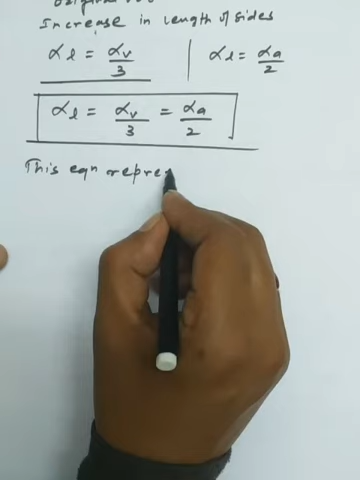 Increase in Length of sides
αl = αv/3 | αl = αa/2
αl = αv/3 = αa/2
This eqn repre